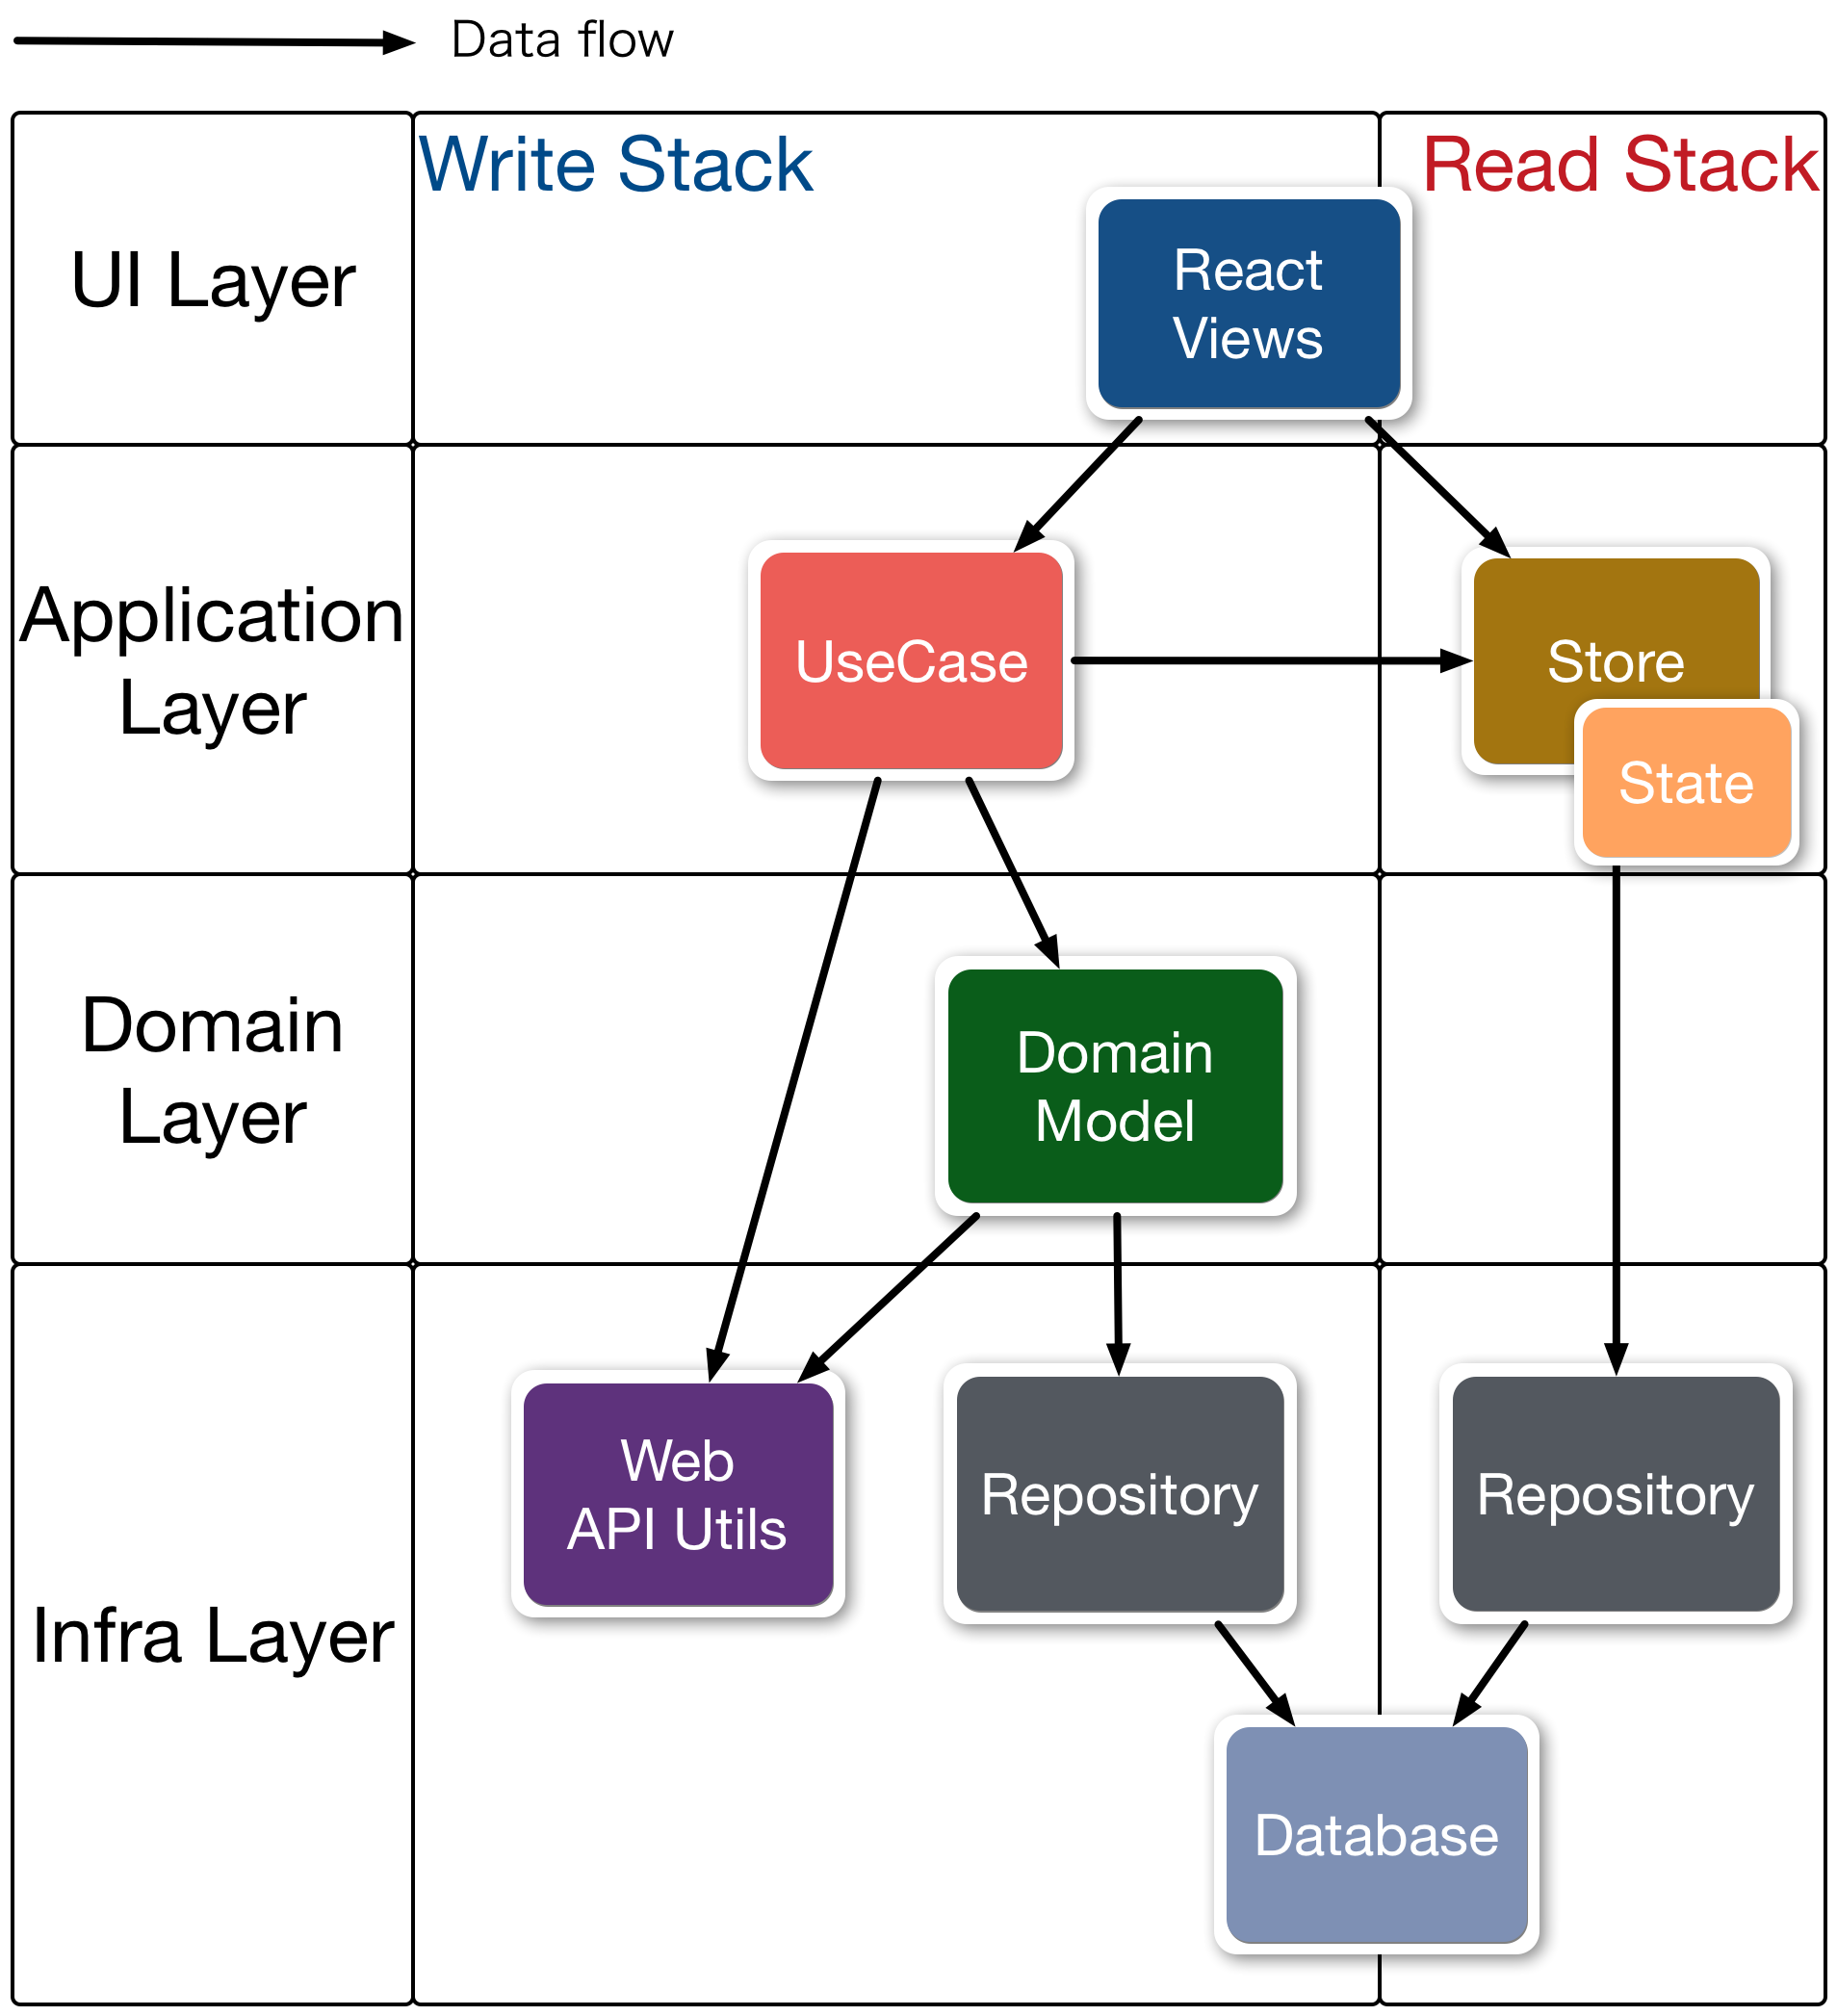 Data flow
Write Stack
Read Stack
UI Layer
React
Views
Application
Layer
UseCase
Store
State
Domain
Layer
Domain
Model
Infra Layer
Web
API Utils
Repository
Repository
Database